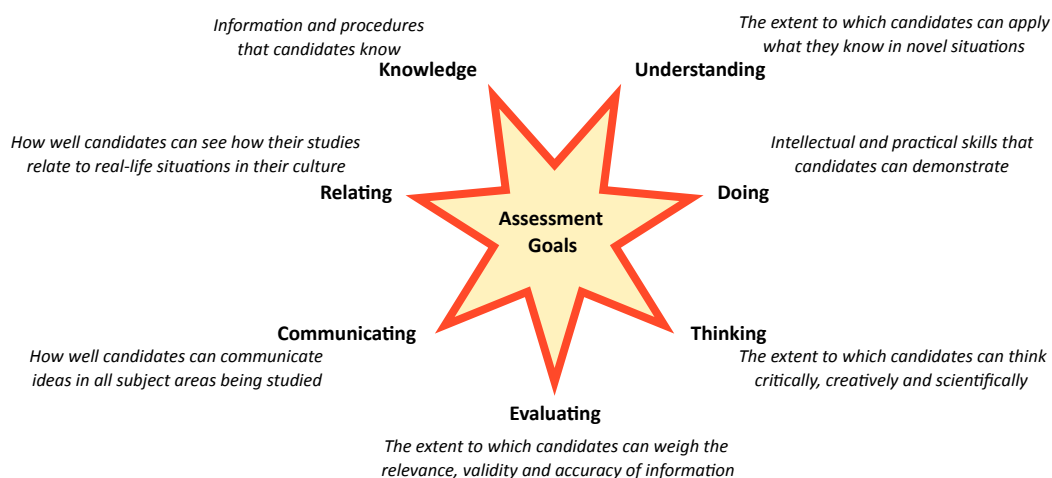 Information and procedures
that candidates know
Knowledge
The extent to which candidates can apply
what they know in novel situations
Understanding
How well candidates can see how their studies
relate to real-life situations in their culture
Relating
Intellectual and practical skills that
candidates can demonstrate
Doing
Assessment
Goals
Communicating
How well candidates can communicate
ideas in all subject areas being studied
Thinking
The extent to which candidates can think
critically, creatively and scientifically
Evaluating
The extent to which candidates can weigh the
relevance, validity and accuracy of information